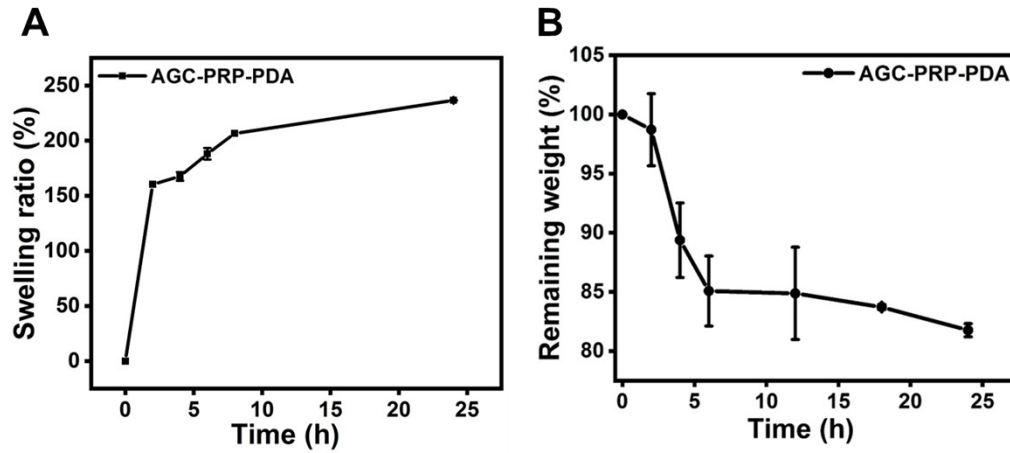 A
AGC-PRP-PDA
Swelling ratio (%)
250
200
150
100
50
0
0 5 10 15 20 25
Time (h)
B
AGC-PRP-PDA
Remaining weight (%)
105
100
95
90
85
80
0 5 10 15 20 25
Time (h)